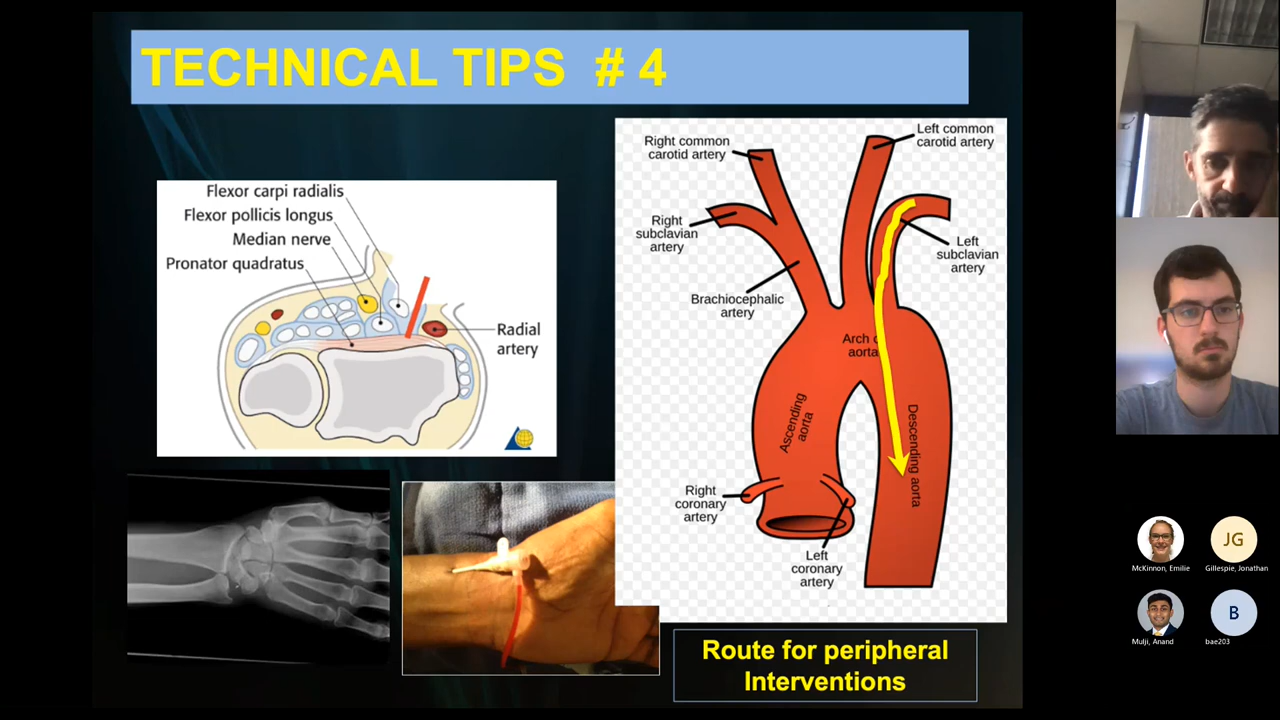 TECHNICAL TIPS # 4
Flexor carpi radialis
Flexor pollicis longus
Median nerve
Pronator quadratus
Radial
artery
Right common
carotid artery
Left common
carotid artery
Right
subclavian
artery
Left
subclavian
artery
Brachiocephalic
artery
Arch
aorta
Ascending
aorta
Descending aorta
Right
coronary
artery
Left
coronary
artery
Route for peripheral
Interventions
JG
McKinnon, Emilie
Gillespie, Jonathan
B
Mulji, Anand
bae203